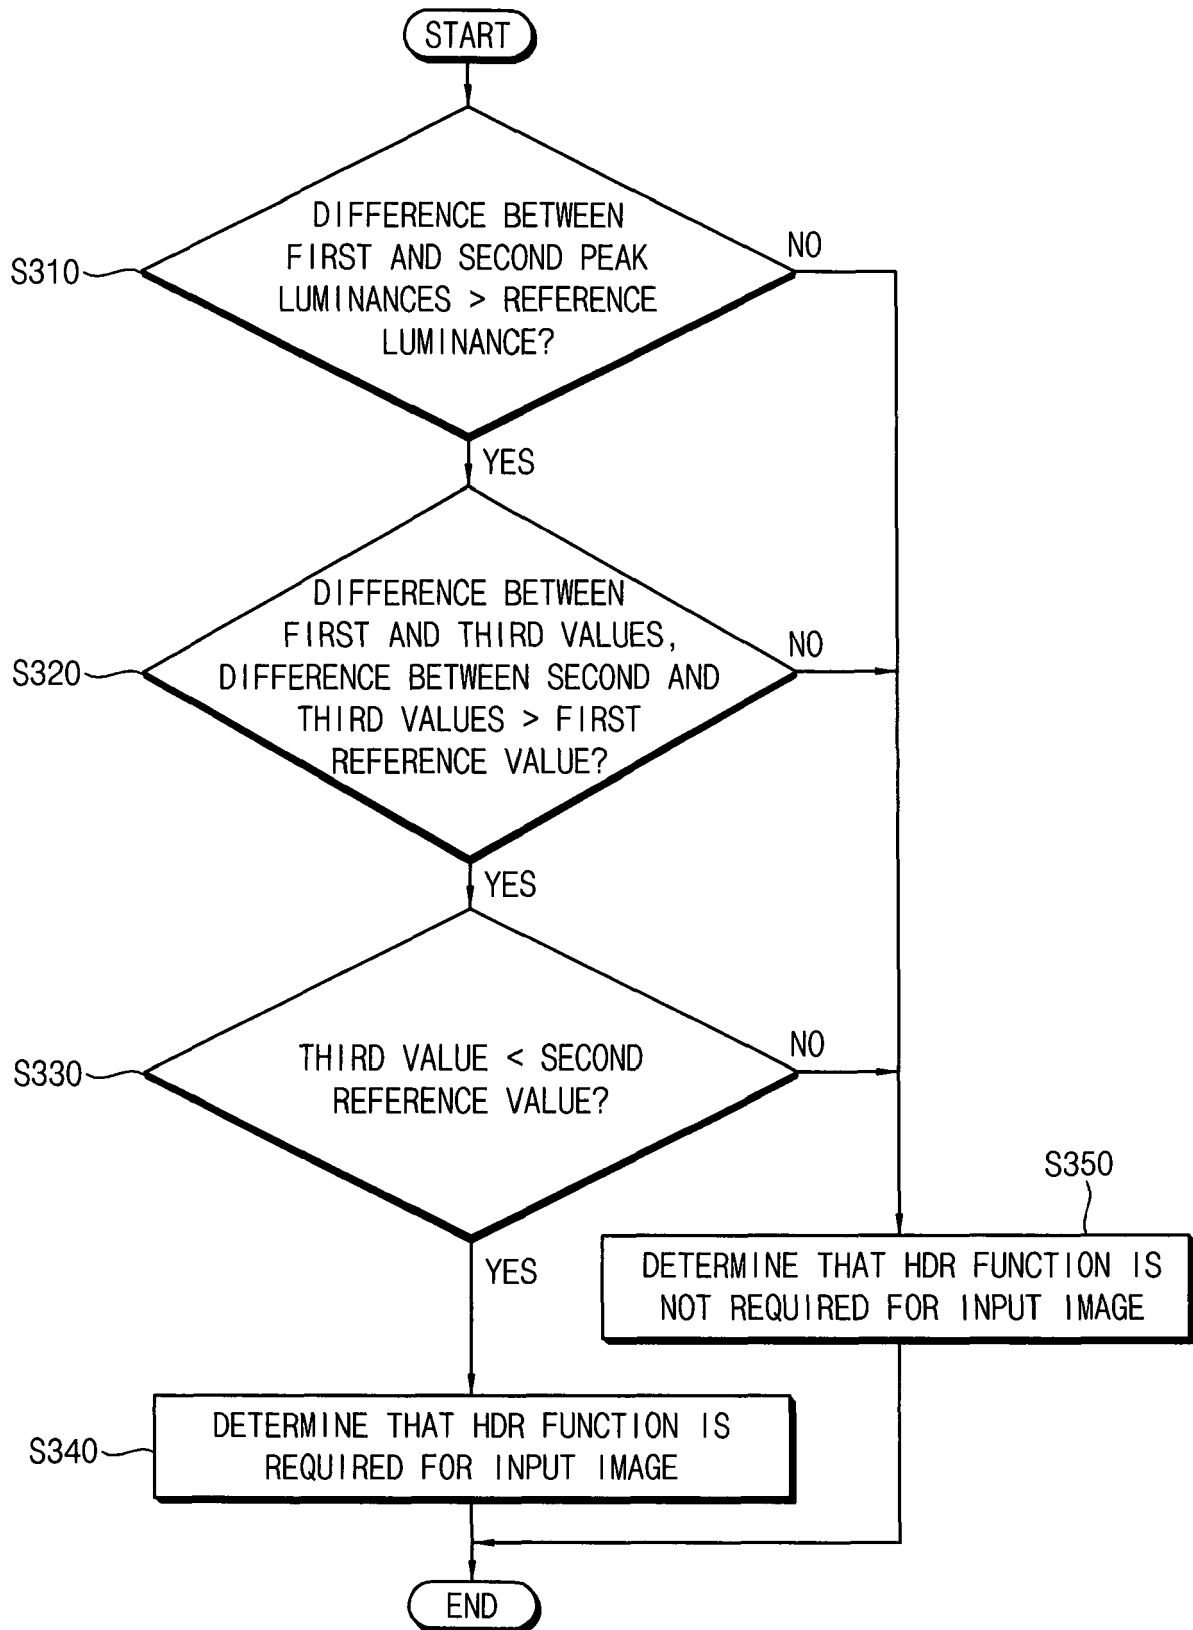 START
DIFFERENCE BETWEEN
FIRST AND SECOND PEAK
LUMINANCES > REFERENCE
LUMINANCE?
NO
S310
YES
DIFFERENCE BETWEEN
FIRST AND THIRD VALUES,
DIFFERENCE BETWEEN SECOND AND
THIRD VALUES > FIRST
REFERENCE VALUE?
NO
S320
YES
THIRD VALUE < SECOND
REFERENCE VALUE?
NO
S330
YES
S350
DETERMINE THAT HDR FUNCTION IS
NOT REQUIRED FOR INPUT IMAGE
S340
DETERMINE THAT HDR FUNCTION IS
REQUIRED FOR INPUT IMAGE
END